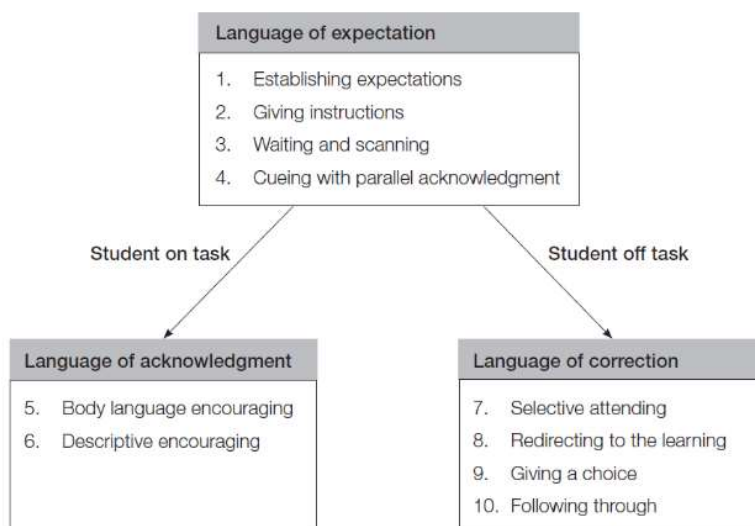 Language of expectation
1. Establishing expectations
2. Giving instructions
3. Waiting and scanning
4. Cueing with parallel acknowledgment
Student on task
Student off task
Language of acknowledgment
5. Body language encouraging
6. Descriptive encouraging
Language of correction
7. Selective attending
8. Redirecting to the learning
9. Giving a choice
10. Following through